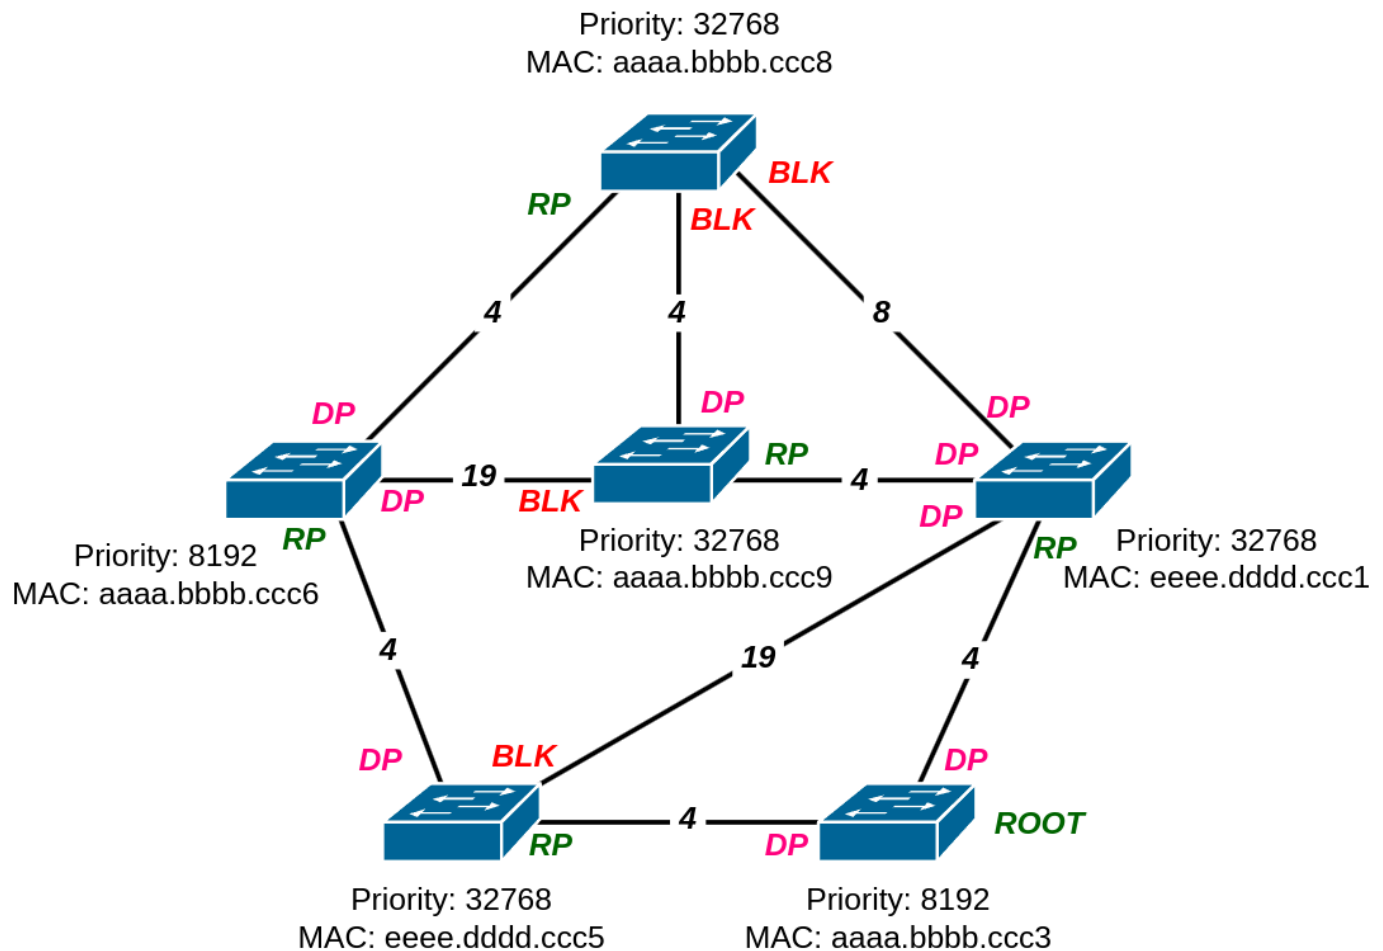 Priority: 32768
MAC: aaaa.bbbb.ccc8
BLK
RP
BLK
4
4
8
DP
DP
DP
RP
DP
19
4
DP
BLK
DP
RP
Priority: 32768
RP
Priority: 32768
Priority: 8192
MAC: aaaa.bbbb.ccc9
MAC: eeee.dddd.ccc1
MAC: aaaa.bbbb.ccc6
4
19
4
DP
BLK
DP
4
ROOT
RP
DP
Priority: 32768
Priority: 8192
MAC: eeee.dddd.ccc5
MAC: aaaa.bbbb.ccc3